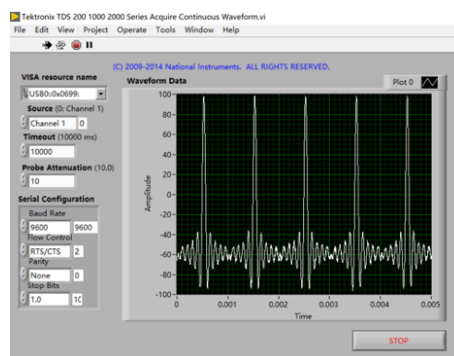 Tektronix TDS 200 1000 2000 Series Acquire Continuous Waveform.vi
File Edit View Project Operate Tools Window Help
(C) 2009-2014 National Instruments. ALL RIGHTS RESERVED.
VISA resource name
Waveform Data
Plot 0
USB0::0x0699:
Source (0: Channel 1)
Channel 1 0
Timeout (10000 ms)
10000
Probe Attenuation (10.0)
10
Serial Configuration
Baud Rate
9600 9600
Flow Control
RTS/CTS 2
Parity
None 0
Stop Bits
1.0 10
Amplitude
100
80
60
40
20
0
-20
-40
-60
-80
-100
0 0.001 0.002 0.003 0.004 0.005
Time
STOP